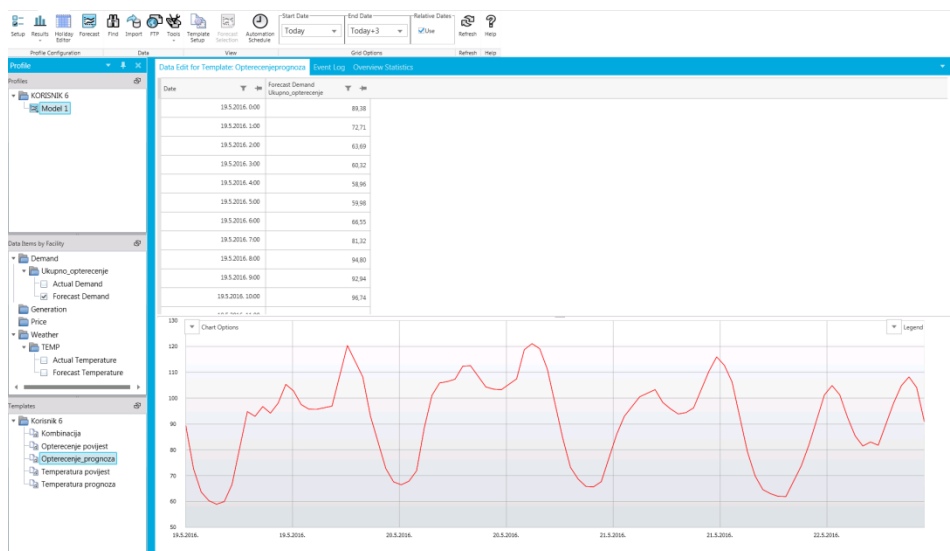 Start Date End Date Relative Dates
Today Today+3 Use
Setup Results Holiday Editor Forecast Find Import FTP Tools Template Setup Forecast Selection Automation Schedule Refresh Help
Profile Configuration Data View Grid Options Refresh Help
Profile
Data Edit for Template: Opterecenjeprognoza Event Log Overview Statistics
Profiles
KORISNIK 6
Model 1
Date Forecast Demand
Ukupno_opterecenje
19.5.2016. 0:00 89,38
19.5.2016. 1:00 72,71
19.5.2016. 2:00 63,69
19.5.2016. 3:00 60,32
19.5.2016. 4:00 58,96
19.5.2016. 5:00 59,98
19.5.2016. 6:00 66,55
19.5.2016. 7:00 81,32
19.5.2016. 8:00 94,80
19.5.2016. 9:00 92,94
19.5.2016. 10:00 96,74
Data Items by Facility
Demand
Ukupno_opterecenje
Actual Demand
Forecast Demand
Generation
Price
Weather
TEMP
Actual Temperature
Forecast Temperature
Templates
Korisnik 6
Kombinacija
Opterecenje povijest
Opterecenje_prognoza
Temperatura povijest
Temperatura prognoza
Chart Options Legend
130
120
110
100
90
80
70
60
50
19.5.2016. 19.5.2016. 20.5.2016. 20.5.2016. 21.5.2016. 21.5.2016. 22.5.2016.